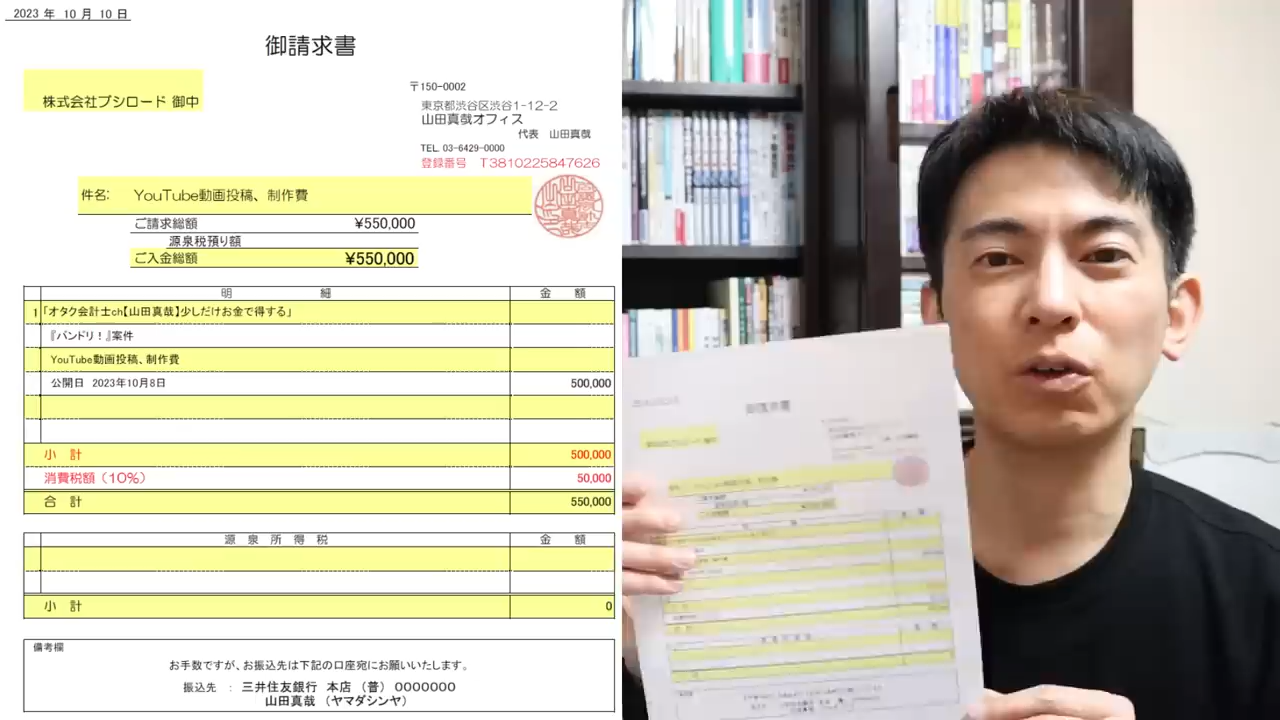 2023 年 10 月 10 日
御請求書
株式会社ブシロード 御中
〒150-0002
東京都渋谷区渋谷1-12-2
山田真哉オフィス
代表 山田真哉
TEL. 03-6429-0000
登録番号 T3810225847626
件名: YouTube動画投稿、制作費
ご請求総額 ¥550,000
源泉税預り額
ご入金総額 ¥550,000
明 細 金 額
1 「オタク会計士ch【山田真哉】少しだけお金で得する」
『バンドリ!』案件
YouTube動画投稿、制作費
公開日 2023年10月8日 500,000
小 計 500,000
消費税額(10%) 50,000
合 計 550,000
源 泉 所 得 税 金 額
小 計 0
備考欄
お手数ですが、お振込先は下記の口座宛にお願いいたします。
振込先 : 三井住友銀行 本店 (普) 0000000
山田真哉 (ヤマダシンヤ)
御請求書